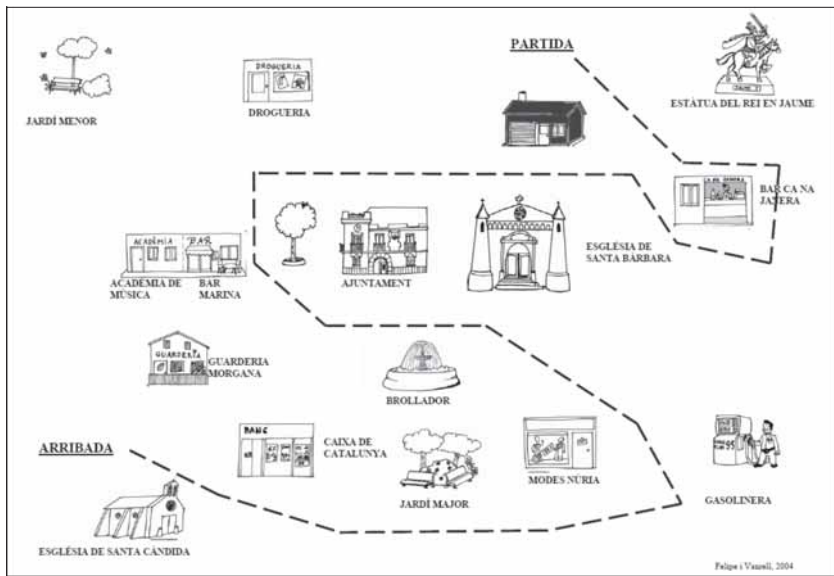 PARTIDA
DROGUERIA
JAUME I
ESTÀTUA DEL REI EN JAUME
DROGUERIA
JARDÍ MENOR
BAR CA NA
JANERA
ACADÈMIA
BAR
ESGLÉSIA DE
SANTA BÀRBARA
ACADÈMIA DE
MÚSICA
BAR
MARINA
AJUNTAMENT
GUARDERIA
GUARDERIA
MORGANA
BROLLADOR
BANC
ARRIBADA
CAIXA DE
CATALUNYA
JARDÍ MAJOR
MODES NÚRIA
GASOLINERA
ESGLÉSIA DE SANTA CÀNDIDA
Felipe i Vanrell, 2004